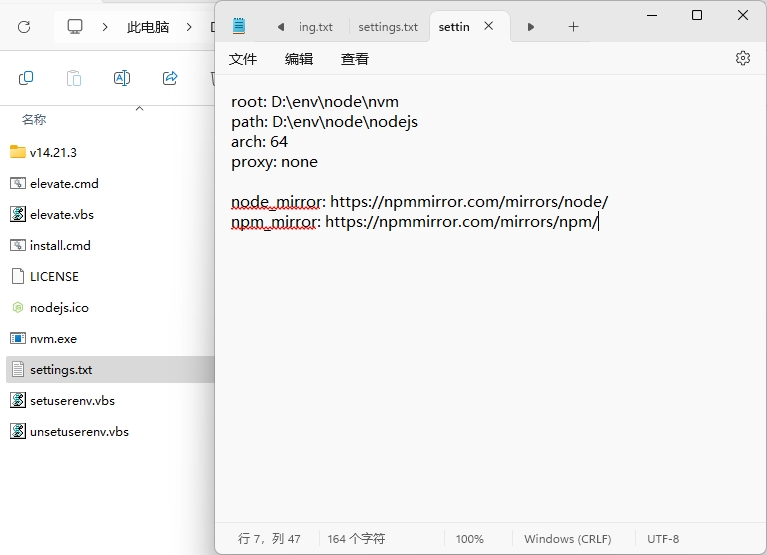 ing.txt
settings.txt
settin
此电脑
文件
编辑
查看
名称
v14.21.3
elevate.cmd
elevate.vbs
install.cmd
LICENSE
nodejs.ico
nvm.exe
settings.txt
setuserenv.vbs
unsetuserenv.vbs
root: D:\env\node\nvm
path: D:\env\node\nodejs
arch: 64
proxy: none
node_mirror: https://npmmirror.com/mirrors/node/
npm_mirror: https://npmmirror.com/mirrors/npm/
行 7，列 47
164 个字符
100%
Windows (CRLF)
UTF-8